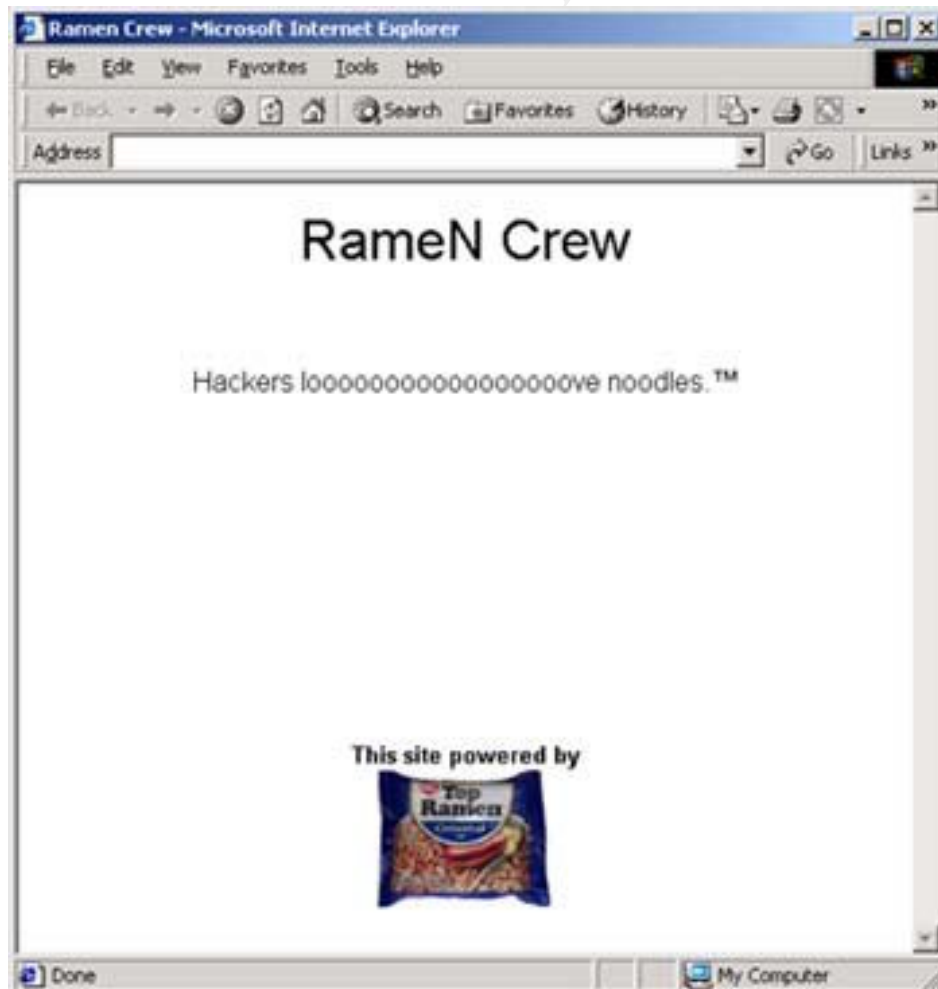 Ramen Crew - Microsoft Internet Explorer
File Edit View Favorites Tools Help
Back Search Favorites History »
Address Go Links »
RameN Crew
Hackers looooooooooooooooooove noodles.™
This site powered by
Top
Ramen
Done My Computer